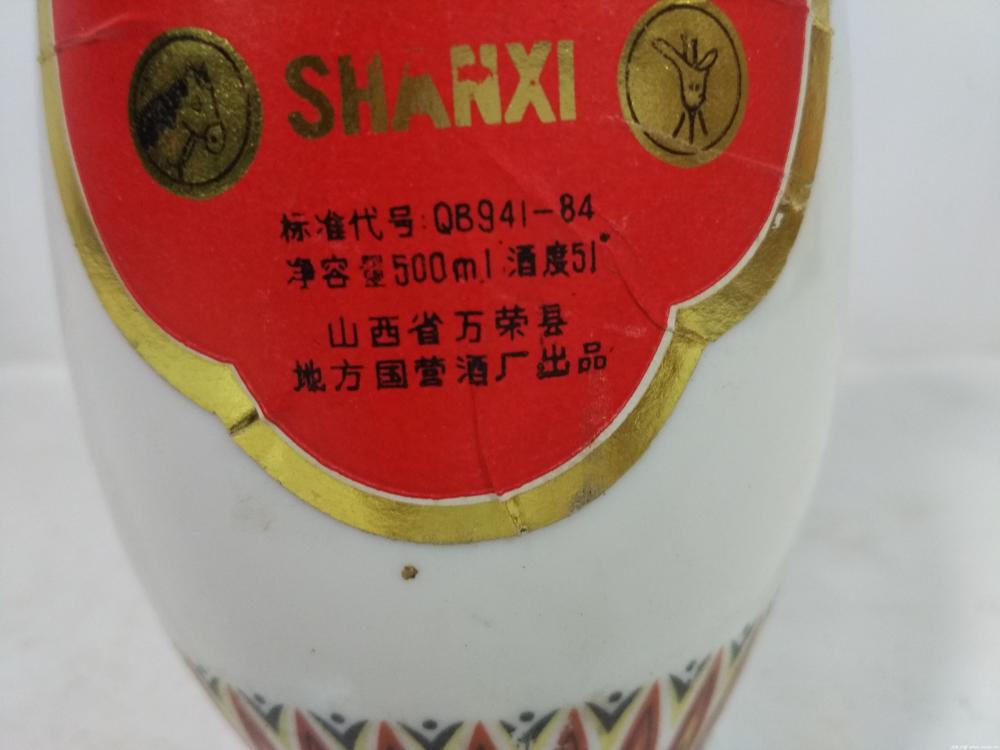 SHANXI
标准代号:QB941-84
净容量500ml 酒度51°
山西省万荣县
地方国营酒厂出品